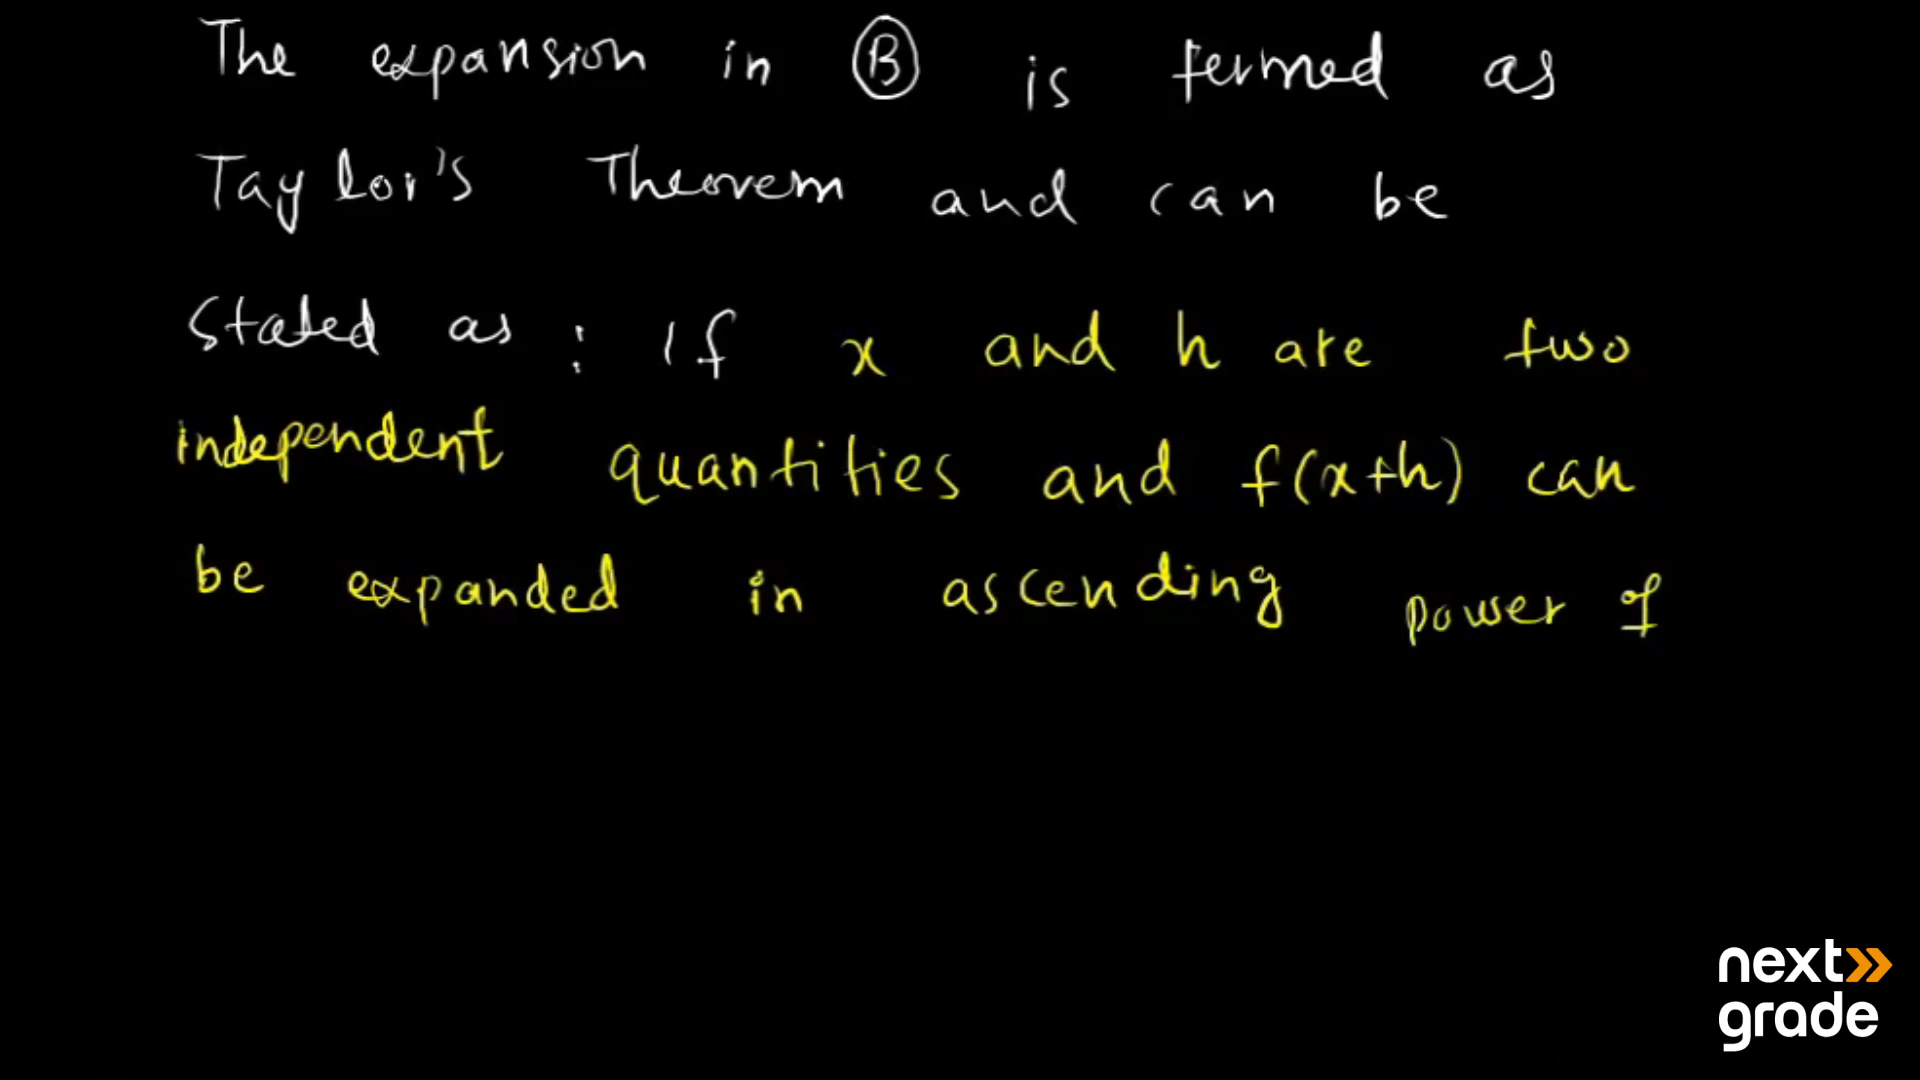 The expansion in Ⓑ is termed as
Taylor's Theorem and can be
Stated as : If x and h are two
independent quantities and f(x+h) can
be expanded in ascending power of
next
grade